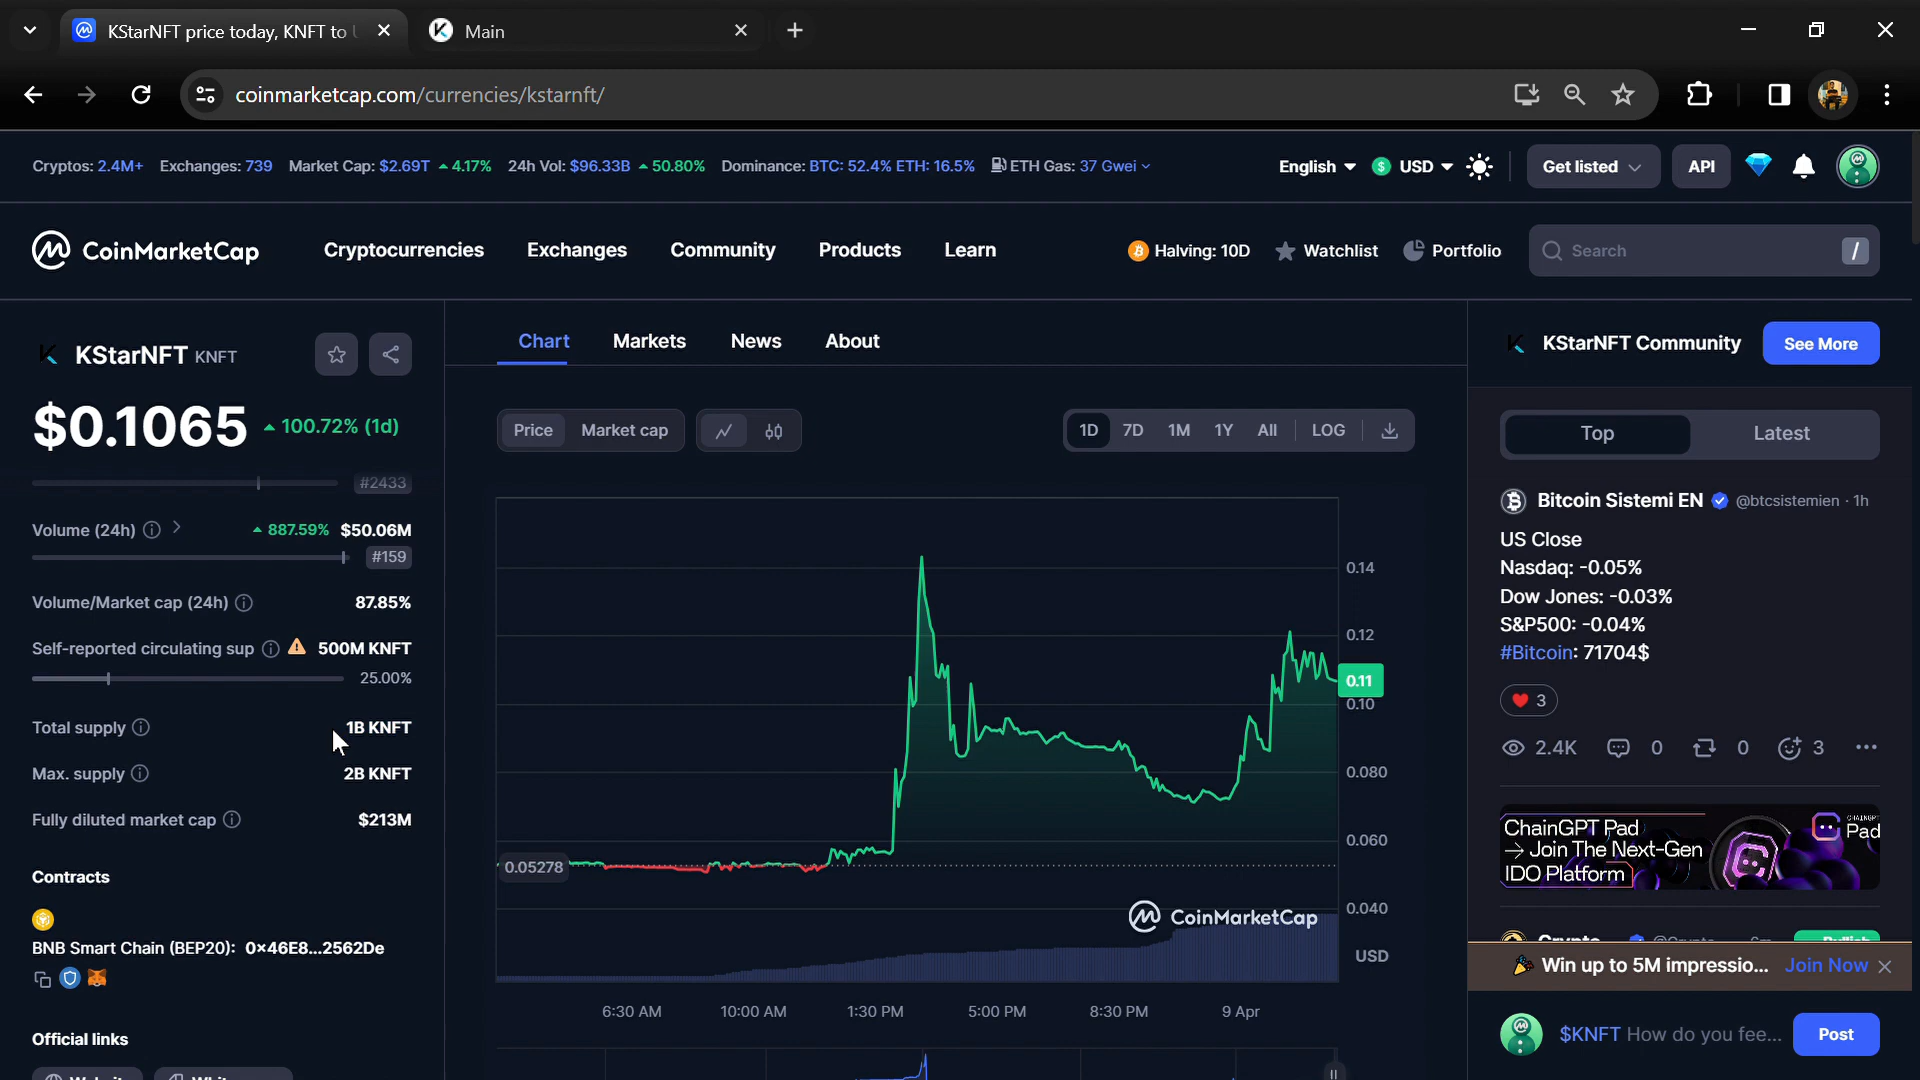 KStarNFT price today, KNFT to
Main
coinmarketcap.com/currencies/kstarnft/
Cryptos: 2.4M+ Exchanges: 739 Market Cap: $2.69T 4.17% 24h Vol: $96.33B 50.80% Dominance: BTC: 52.4% ETH: 16.5% ETH Gas: 37 Gwei
English USD Get listed API
CoinMarketCap
Cryptocurrencies Exchanges Community Products Learn
Halving: 10D Watchlist Portfolio Search /
KStarNFT KNFT
$0.1065 100.72% (1d)
#2433
Volume (24h) 887.59% $50.06M
#159
Volume/Market cap (24h) 87.85%
Self-reported circulating sup 500M KNFT
25.00%
Total supply 1B KNFT
Max. supply 2B KNFT
Fully diluted market cap $213M
Contracts
BNB Smart Chain (BEP20): 0×46E8...2562De
Official links
Chart Markets News About
Price Market cap
1D 7D 1M 1Y All LOG
0.14
0.12
0.11
0.10
0.080
0.060
0.040
0.05278
CoinMarketCap
USD
6:30 AM 10:00 AM 1:30 PM 5:00 PM 8:30 PM 9 Apr
KStarNFT Community See More
Top Latest
Bitcoin Sistemi EN @btcsistemien · 1h
US Close
Nasdaq: -0.05%
Dow Jones: -0.03%
S&P500: -0.04%
#Bitcoin: 71704$
3
2.4K 0 0 3
ChainGPT Pad
→ Join The Next-Gen
IDO Platform
CHAINGPT
Pad
Win up to 5M impressio... Join Now
$KNFT How do you fee... Post